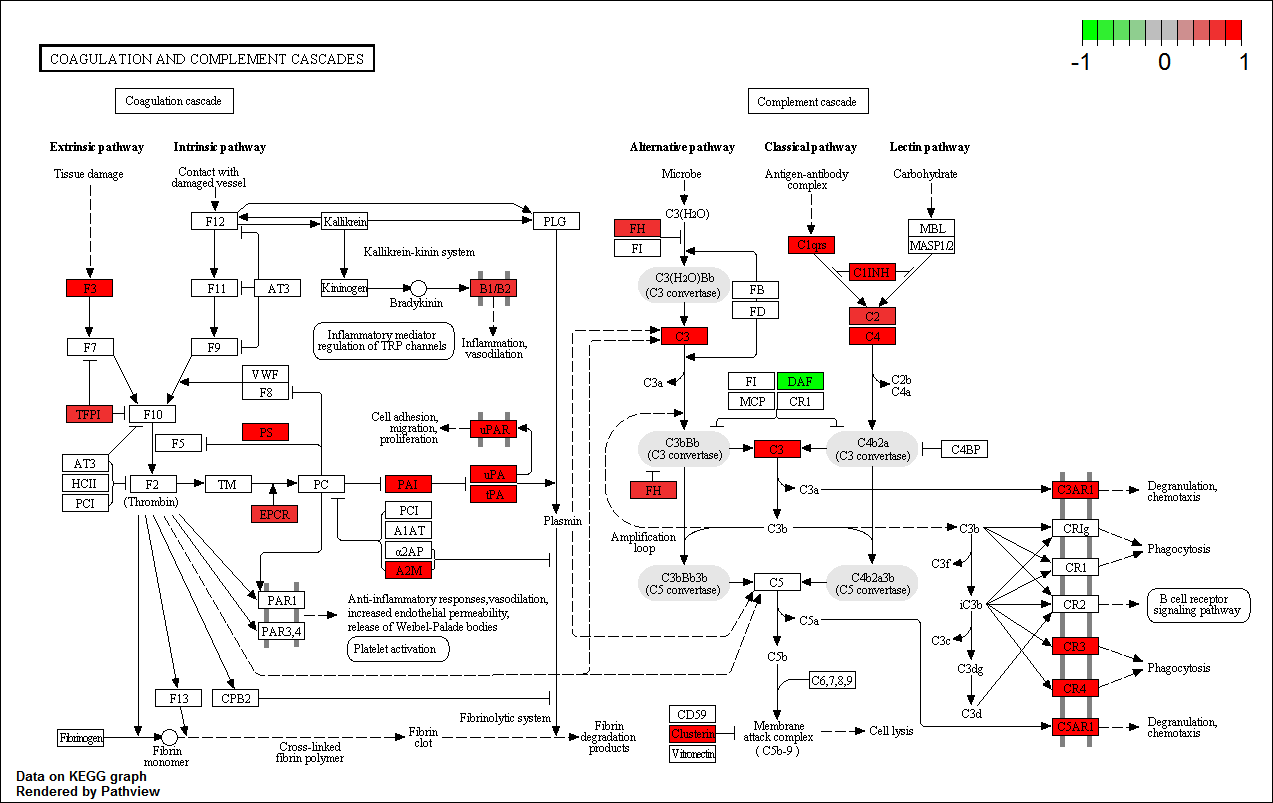 COAGULATION AND COMPLEMENT CASCADES
-1
0
1
Coagulation cascade
Complement cascade
Extrinsic pathway
Intrinsic pathway
Alternative pathway
Classical pathway
Lectin pathway
Tissue damage
Contact with
damaged vessel
Microbe
Antigen-antibody
complex
Carbohydrate
F12
Kallikrein
PLG
C3(H2O)
FH
FI
C1qrs
MBL
MASP1/2
Kallikrein-kinin system
C1INH
F3
F11
AT3
Kininogen
Bradykinin
B1/B2
C3(H2O)Bb
(C3 convertase)
FB
FD
C2
C4
Inflammatory mediator
regulation of TRP channels
Inflammation,
vasodilation
F7
F9
C3
VWF
F8
C3a
FI
DAF
MCP
CR1
C2b
C4a
TFPI
F10
PS
F5
Cell adhesion,
migration,
proliferation
uPAR
C3bBb
(C3 convertase)
C3
C4b2a
(C3 convertase)
C4BP
AT3
HCII
PCI
F2
(Thrombin)
TM
PC
PAI
uPA
tPA
FH
C3a
C3AR1
Degranulation,
chemotaxis
EPCR
PCI
A1AT
α2AP
A2M
Plasmin
Amplification
loop
C3b
C3b
CRIg
Phagocytosis
C3f
CR1
C3bBb3b
(C5 convertase)
C5
C4b2a3b
(C5 convertase)
PAR1
PAR3,4
Anti-inflammatory responses,vasodilation,
increased endothelial permeability,
release of Weibel-Palade bodies
Platelet activation
iC3b
CR2
B cell receptor
signaling pathway
C5a
C3c
CR3
C5b
C3dg
Phagocytosis
C6,7,8,9
CR4
F13
CPB2
C3d
Fibrinolytic system
CD59
Clusterin
Vitronectin
Membrane
attack complex
( C5b-9 )
Cell lysis
C5AR1
Degranulation,
chemotaxis
Fibrinogen
Fibrin
monomer
Cross-linked
fibrin polymer
Fibrin
clot
Fibrin
degradation
products
Data on KEGG graph
Rendered by Pathview